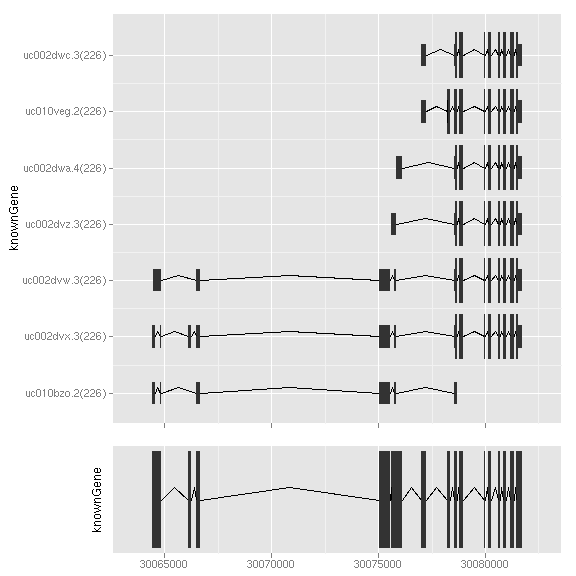 uc002dwc.3(226)
uc010veg.2(226)
uc002dwa.4(226)
uc002dvz.3(226)
uc002dvw.3(226)
uc002dvx.3(226)
uc010bzo.2(226)
knownGene
knownGene
30065000 30070000 30075000 30080000